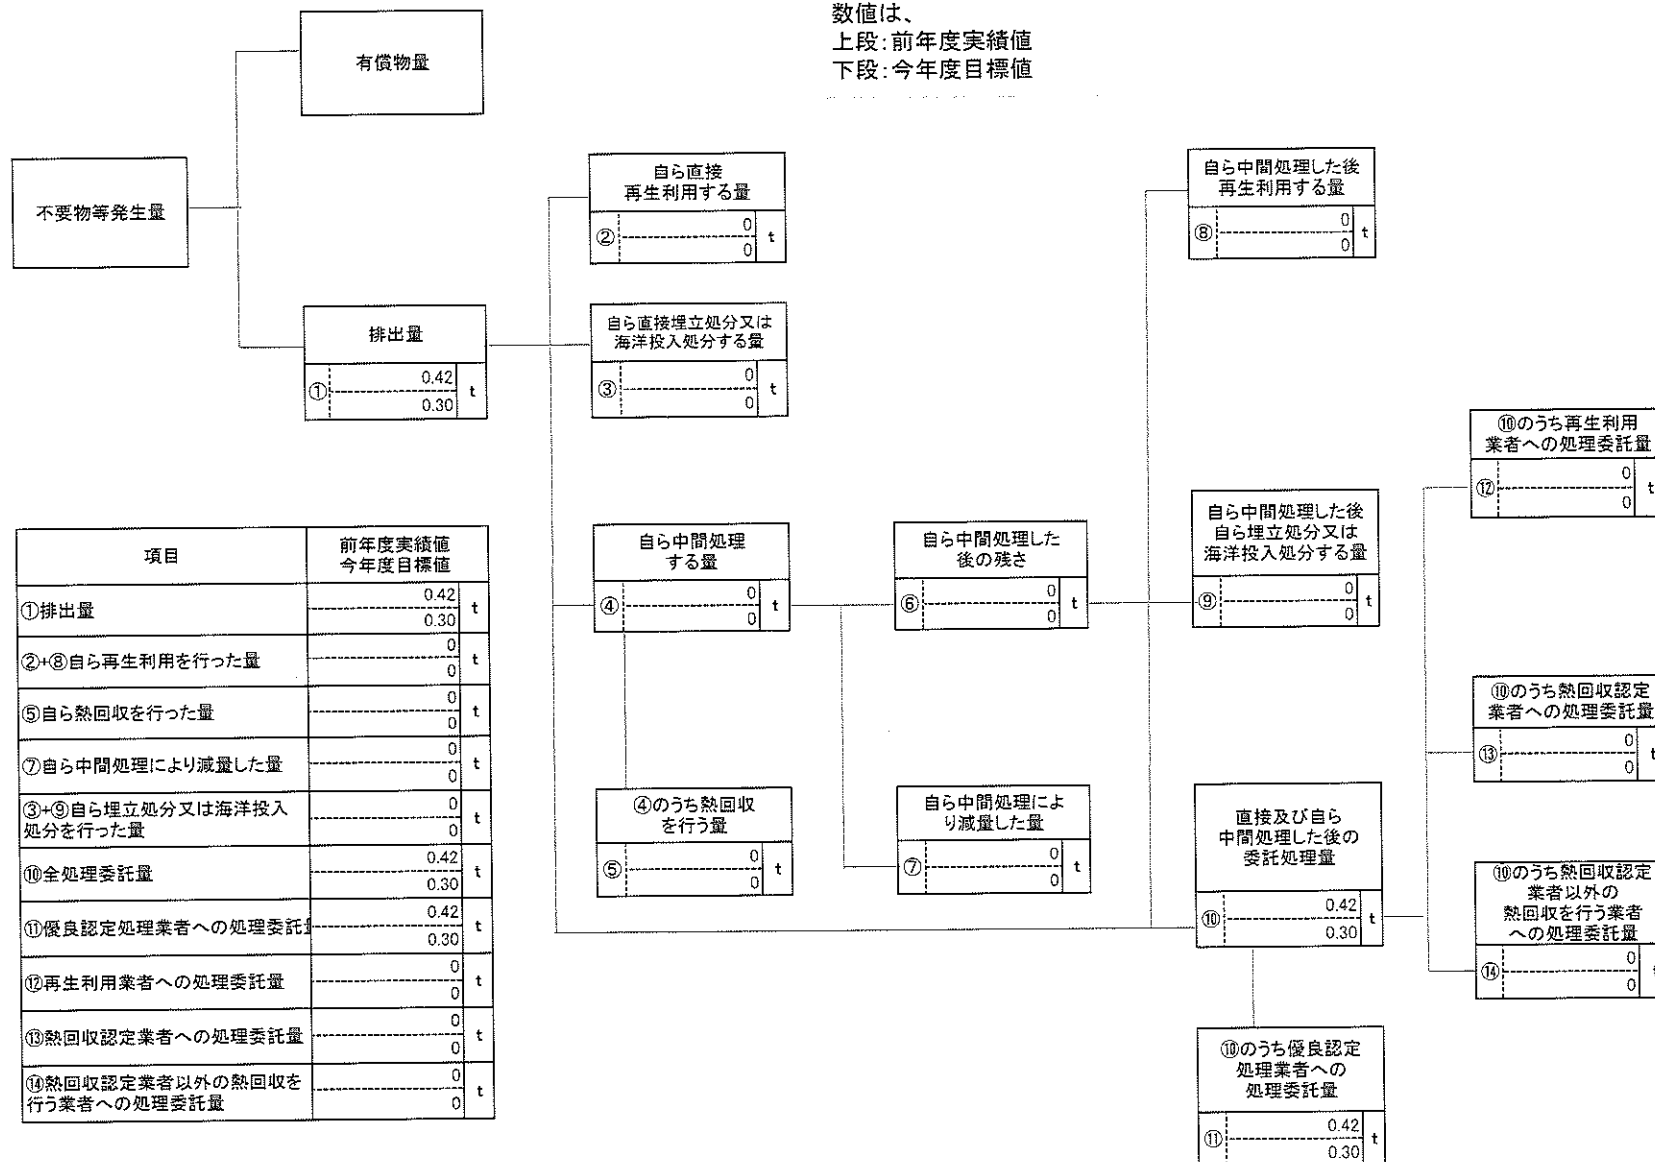 数値は、
上段:前年度実績値
下段:今年度目標値
有償物量
不要物等発生量
排出量
①
0.42
0.30
t
自ら直接
再生利用する量
②
0
0
t
自ら直接埋立処分又は
海洋投入処分する量
③
0
0
t
自ら中間処理
する量
④
0
0
t
④のうち熱回収
を行う量
⑤
0
0
t
自ら中間処理した
後の残さ
⑥
0
0
t
自ら中間処理によ
り減量した量
⑦
0
0
t
自ら中間処理した後
再生利用する量
⑧
0
0
t
自ら中間処理した後
自ら埋立処分又は
海洋投入処分する量
⑨
0
0
t
直接及び自ら
中間処理した後の
委託処理量
⑩
0.42
0.30
t
⑩のうち優良認定
処理業者への
処理委託量
⑪
0.42
0.30
t
⑩のうち再生利用
業者への処理委託量
⑫
0
0
t
⑩のうち熱回収認定
業者への処理委託量
⑬
0
0
t
⑩のうち熱回収認定
業者以外の
熱回収を行う業者
への処理委託量
⑭
0
0
項目
前年度実績値
今年度目標値
①排出量
0.42
0.30
t
②+⑧自ら再生利用を行った量
0
0
t
⑤自ら熱回収を行った量
0
0
t
⑦自ら中間処理により減量した量
0
0
t
③+⑨自ら埋立処分又は海洋投入
処分を行った量
0
0
t
⑩全処理委託量
0.42
0.30
t
⑪優良認定処理業者への処理委託
0.42
0.30
t
⑫再生利用業者への処理委託量
0
0
t
⑬熱回収認定業者への処理委託量
0
0
t
⑭熱回収認定業者以外の熱回収を
行う業者への処理委託量
0
0
t